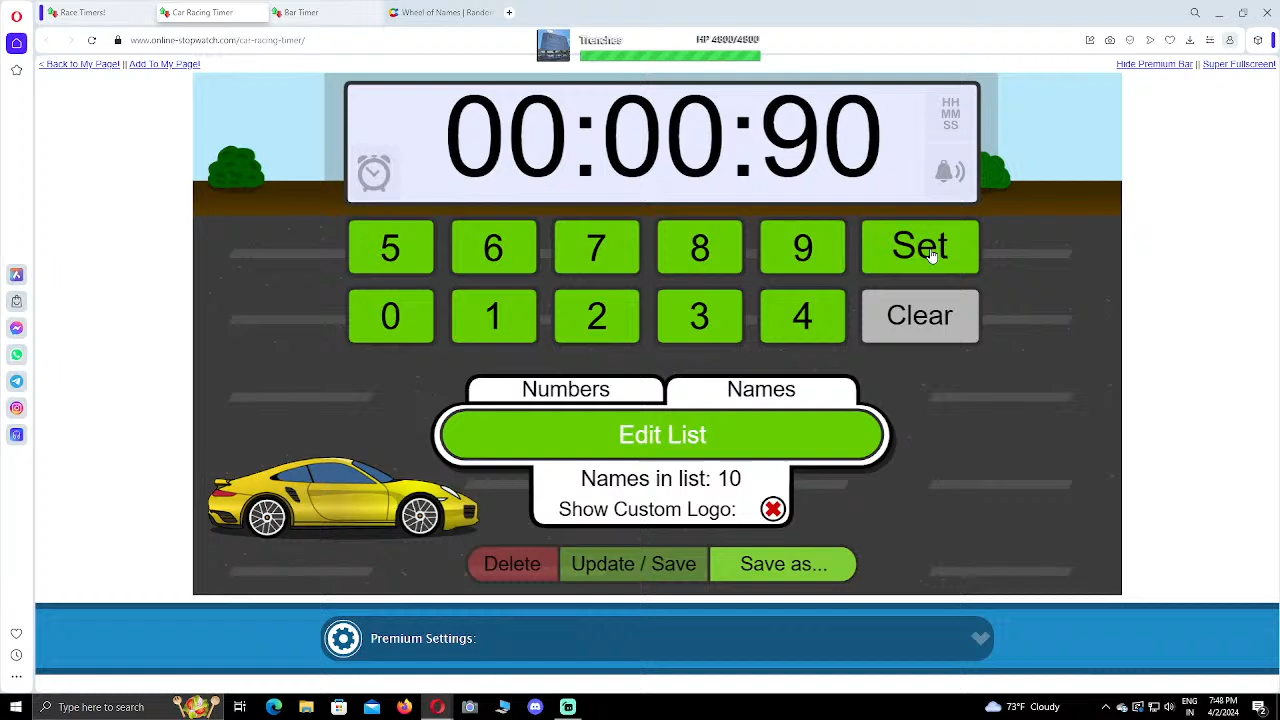 Race Timers!
Car Racing Timer
Bar Timer
Wheel of Names | Rando
www.online-stopwatch.com/car-racing-timer/
Trenches
HP 4800/4800
< Back to My Page! || Add To My Page!
Hide Premium Bar || Super Fullscreen
00:00:90
HH
MM
SS
5 6 7 8 9 Set
0 1 2 3 4 Clear
Numbers Names
Edit List
Names in list: 10
Show Custom Logo:
Delete Update / Save Save as...
Premium Settings:
Type here to search
73°F Cloudy
ENG
IN
7:48 PM
4/2/2024